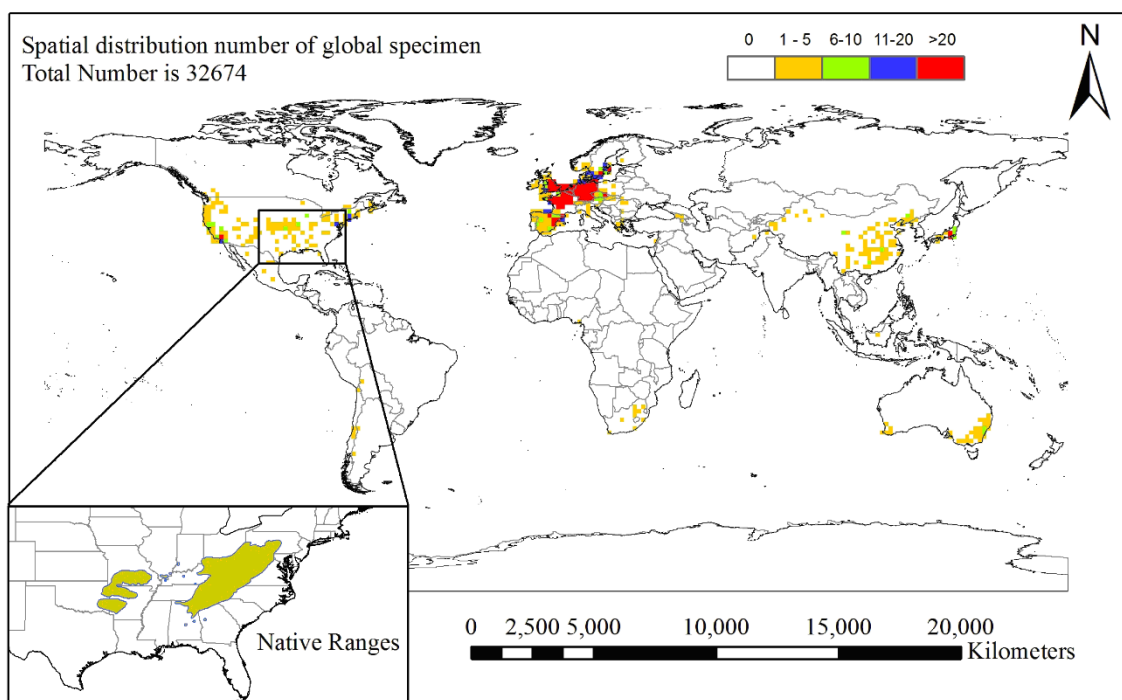 Spatial distribution number of global specimen
Total Number is 32674
0 1 - 5 6-10 11-20 >20
N
Native Ranges
0 2,500 5,000 10,000 15,000 20,000
Kilometers